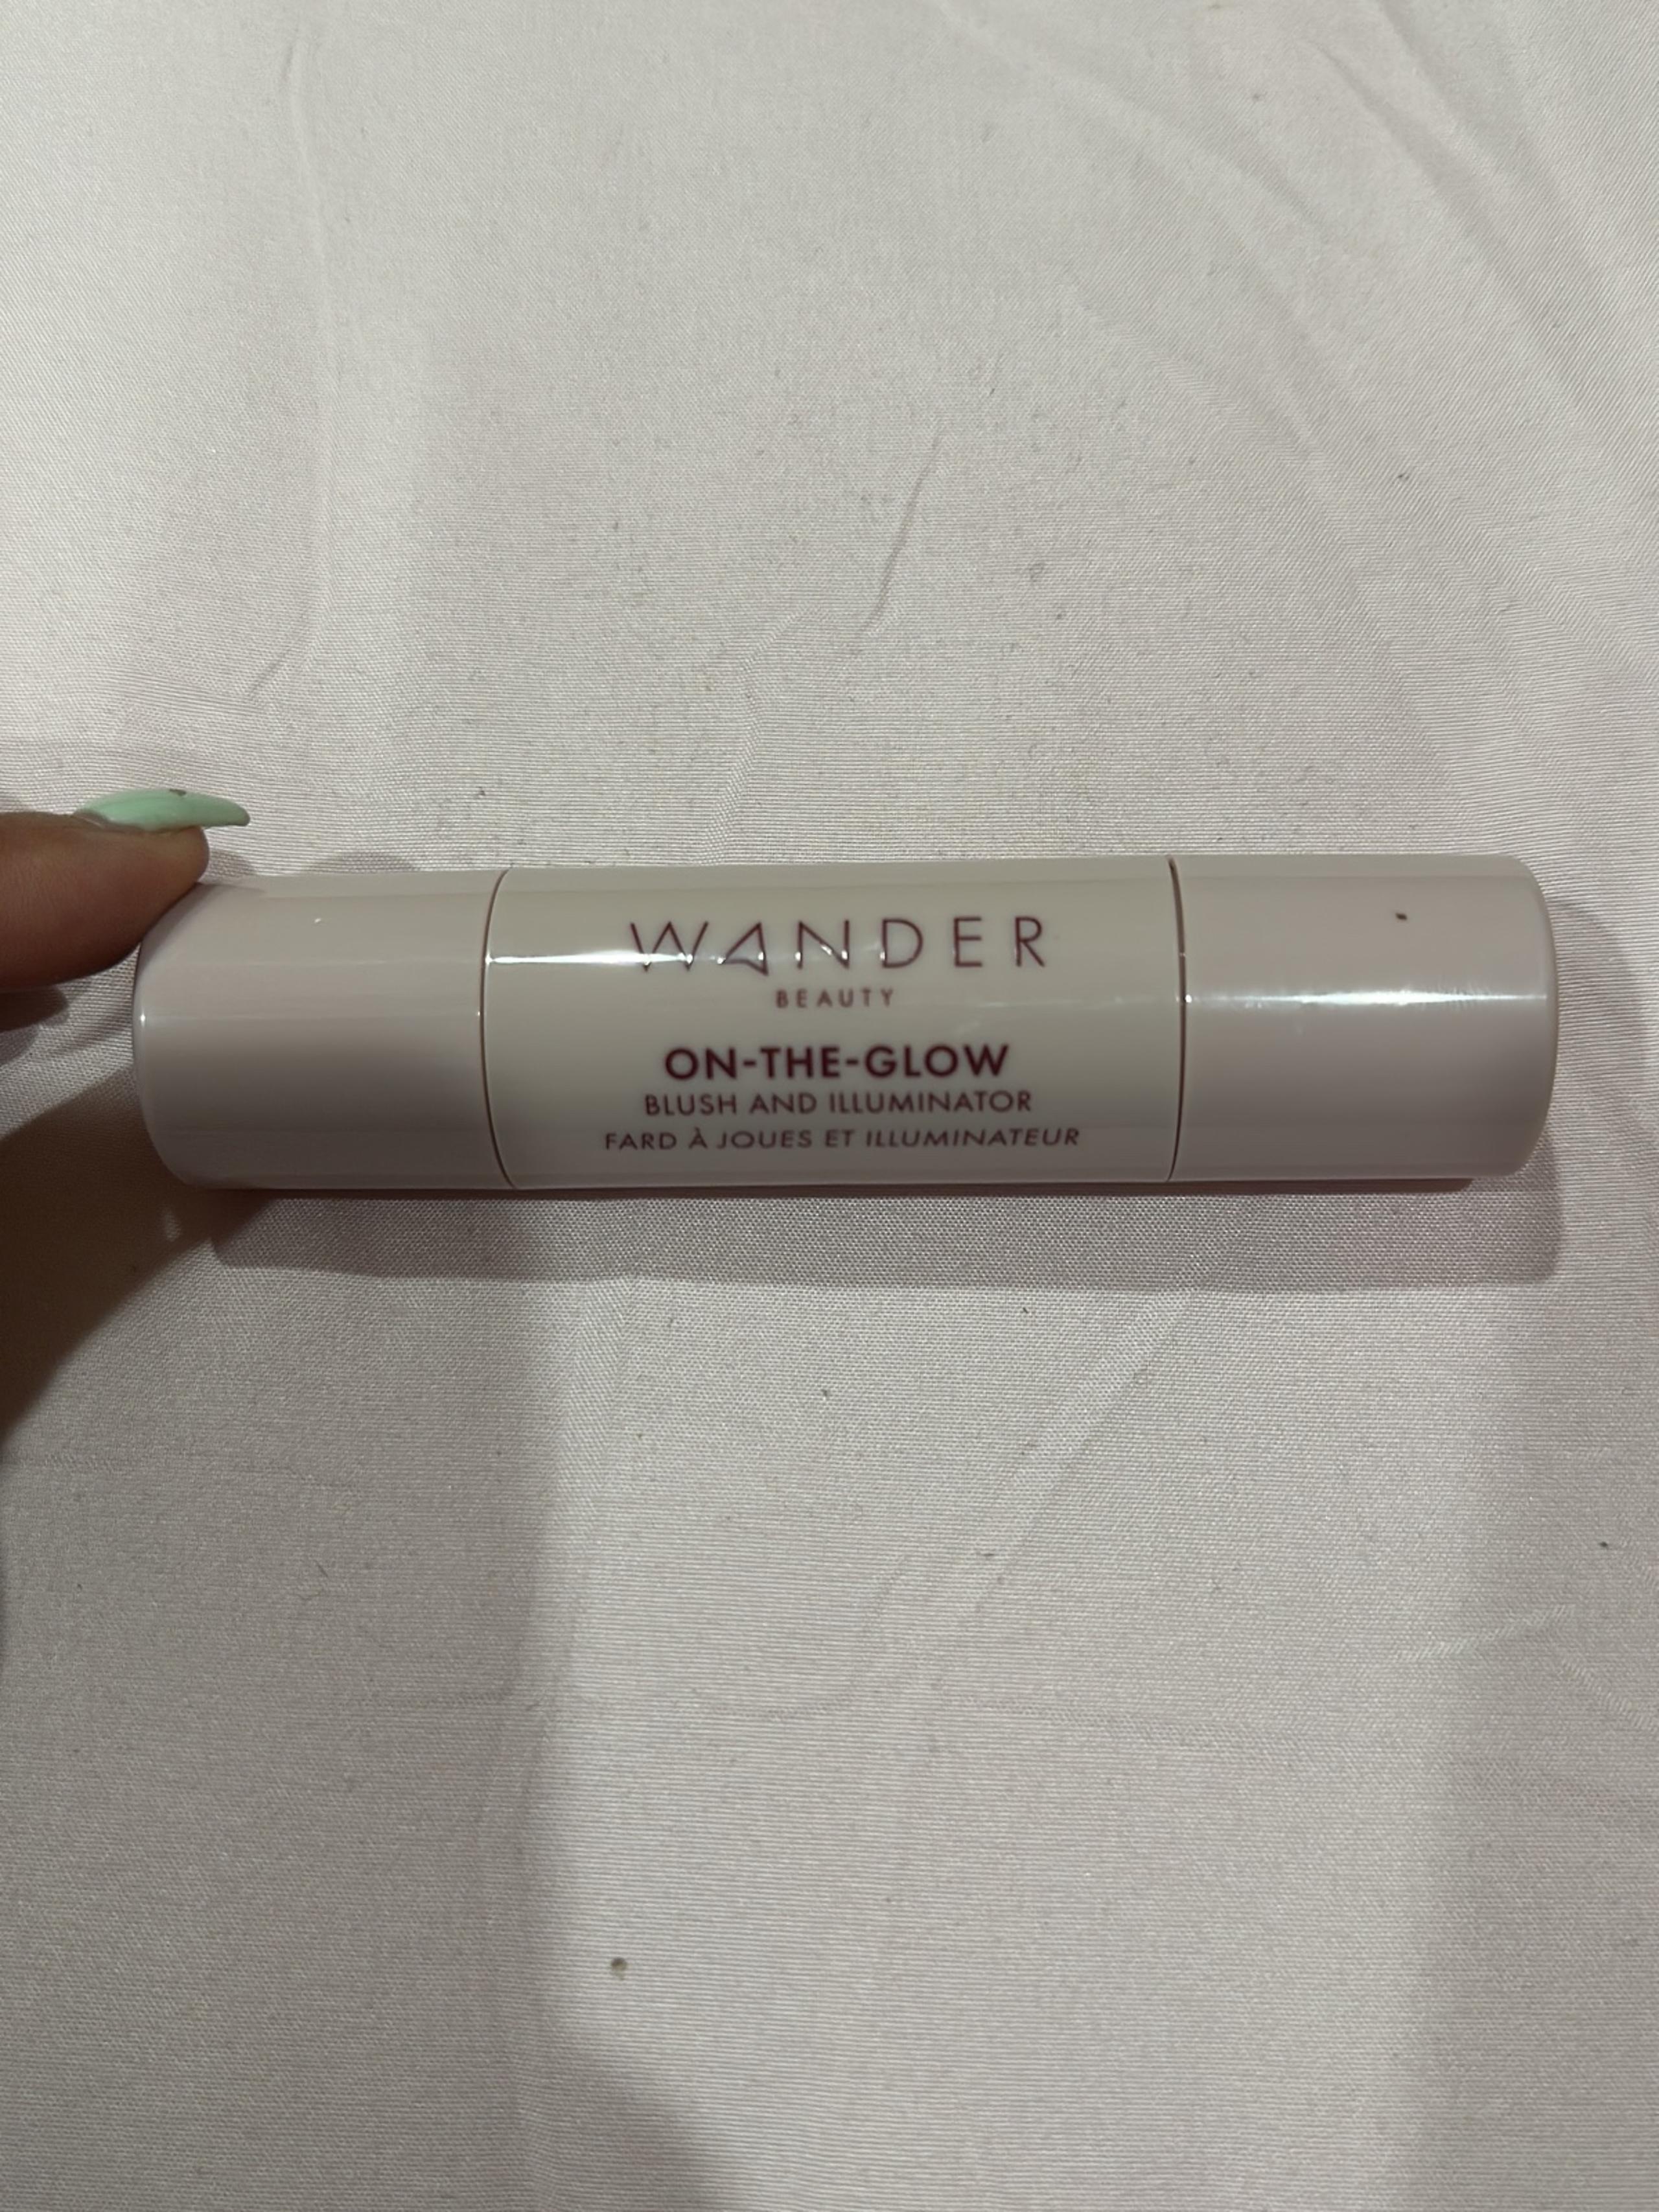 WANDER
BEAUTY
ON-THE-GLOW
BLUSH AND ILLUMINATOR
FARD À JOUES ET ILLUMINATEUR